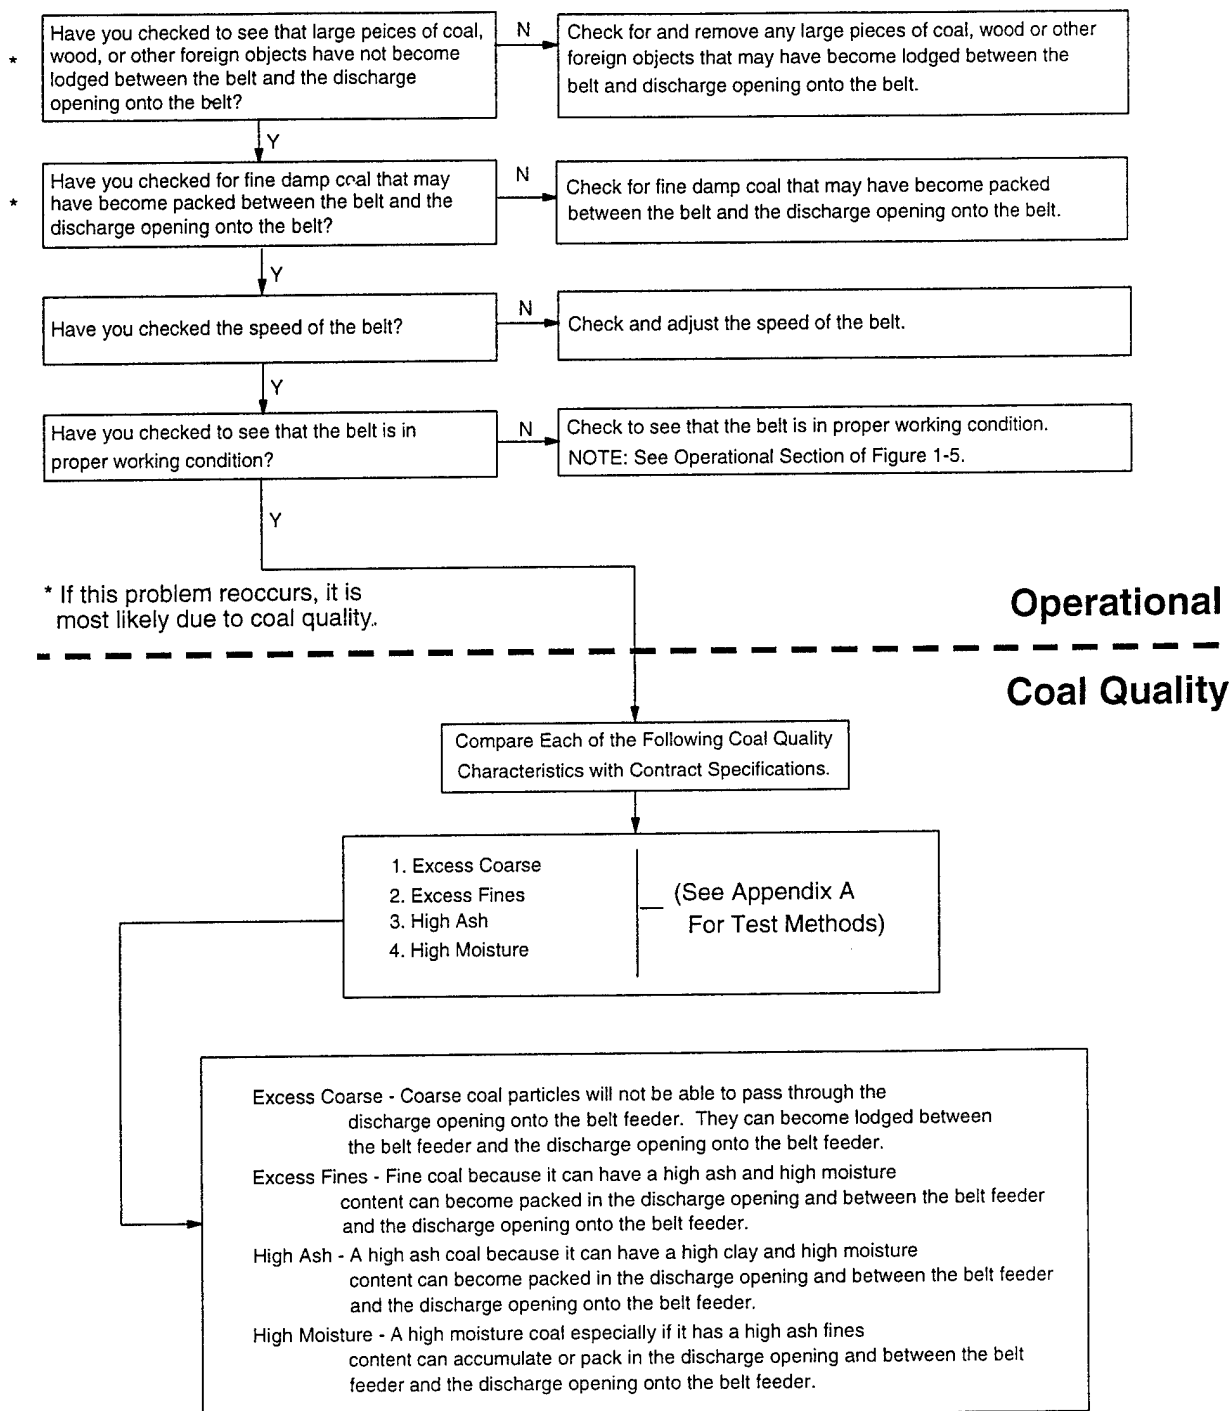 Have you checked to see that large peices of coal,
wood, or other foreign objects have not become
lodged between the belt and the discharge
opening onto the belt?
*
N
Check for and remove any large pieces of coal, wood or other
foreign objects that may have become lodged between the
belt and discharge opening onto the belt.
Y
Have you checked for fine damp coal that may
have become packed between the belt and the
discharge opening onto the belt?
*
N
Check for fine damp coal that may have become packed
between the belt and the discharge opening onto the belt.
Y
Have you checked the speed of the belt?
N
Check and adjust the speed of the belt.
Y
Have you checked to see that the belt is in
proper working condition?
N
Check to see that the belt is in proper working condition.
NOTE: See Operational Section of Figure 1-5.
Y
* If this problem reoccurs, it is
most likely due to coal quality..
Operational
Coal Quality
Compare Each of the Following Coal Quality
Characteristics with Contract Specifications.
1. Excess Coarse
2. Excess Fines
3. High Ash
4. High Moisture
(See Appendix A
For Test Methods)
Excess Coarse - Coarse coal particles will not be able to pass through the
discharge opening onto the belt feeder. They can become lodged between
the belt feeder and the discharge opening onto the belt feeder.
Excess Fines - Fine coal because it can have a high ash and high moisture
content can become packed in the discharge opening and between the belt feeder
and the discharge opening onto the belt feeder.
High Ash - A high ash coal because it can have a high clay and high moisture
content can become packed in the discharge opening and between the belt feeder
and the discharge opening onto the belt feeder.
High Moisture - A high moisture coal especially if it has a high ash fines
content can accumulate or pack in the discharge opening and between the belt
feeder and the discharge opening onto the belt feeder.